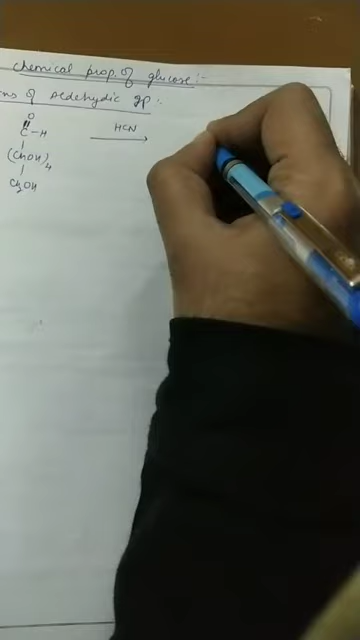 chemical prop. of glucose :-
ns of aldehydic gp :
O
C-H
HCN
(CHOH)4
CH2OH